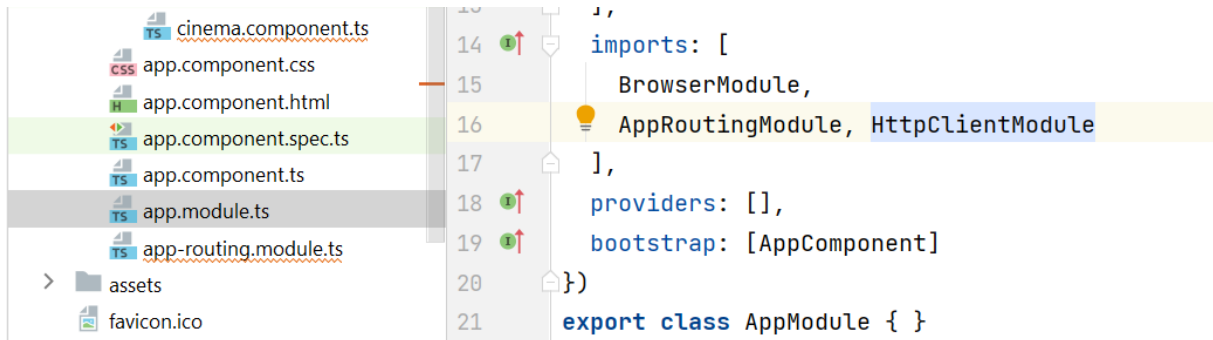 cinema.component.ts
app.component.css
app.component.html
app.component.spec.ts
app.component.ts
app.module.ts
app-routing.module.ts
assets
favicon.ico
13 ],
14 imports: [
15 BrowserModule,
16 AppRoutingModule, HttpClientModule
17 ],
18 providers: [],
19 bootstrap: [AppComponent]
20 })
21 export class AppModule { }